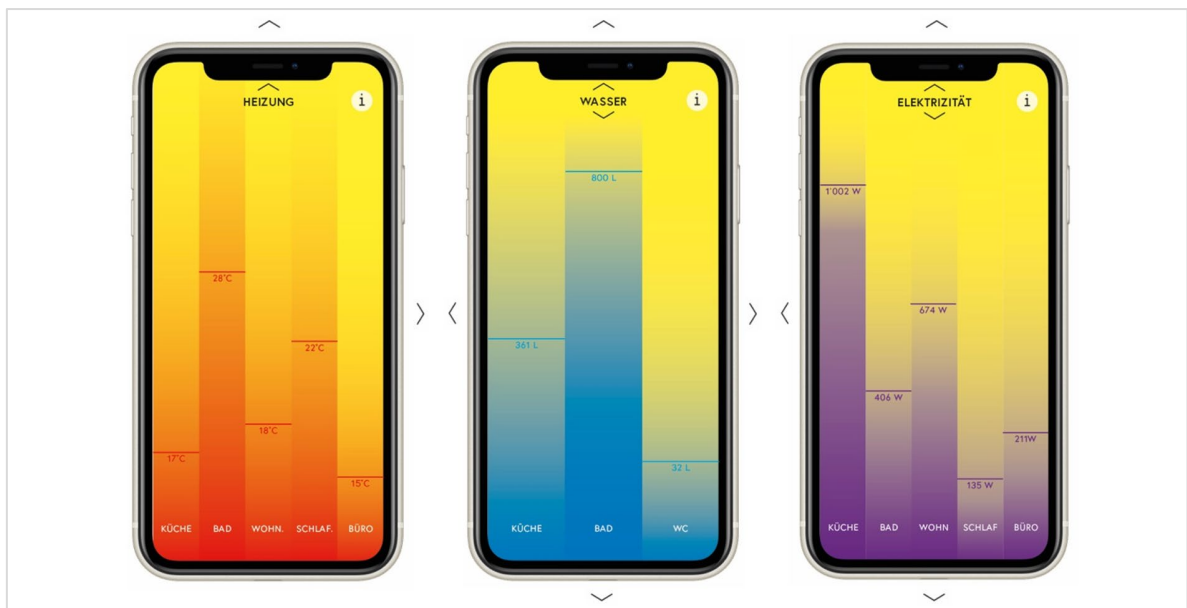 HEIZUNG
i
28°C
22°C
18°C
17°C
15°C
KÜCHE BAD WOHN. SCHLAF. BÜRO
WASSER
i
800 L
361 L
32 L
KÜCHE BAD WC
ELEKTRIZITÄT
i
1'002 W
674 W
406 W
211W
135 W
KÜCHE BAD WOHN SCHLAF BÜRO